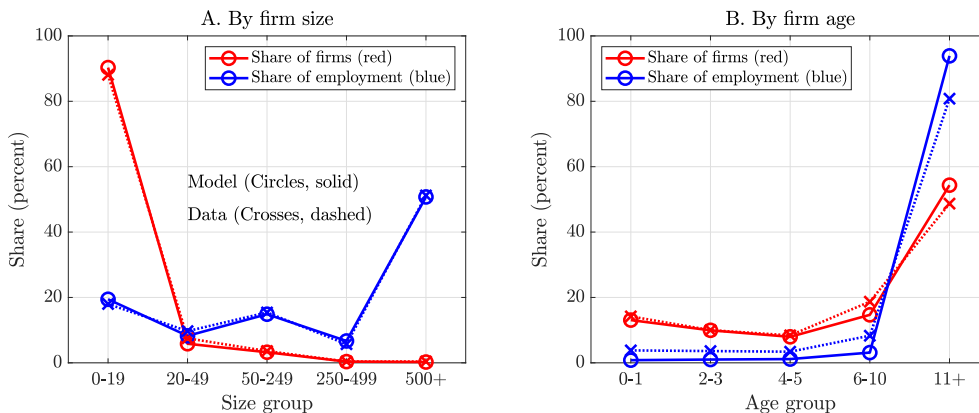 A. By firm size
Share of firms (red)
Share of employment (blue)
Model (Circles, solid)
Data (Crosses, dashed)
Share (percent)
100
80
60
40
20
0
0-19 20-49 50-249 250-499 500+
Size group
B. By firm age
Share of firms (red)
Share of employment (blue)
Share (percent)
100
80
60
40
20
0
0-1 2-3 4-5 6-10 11+
Age group